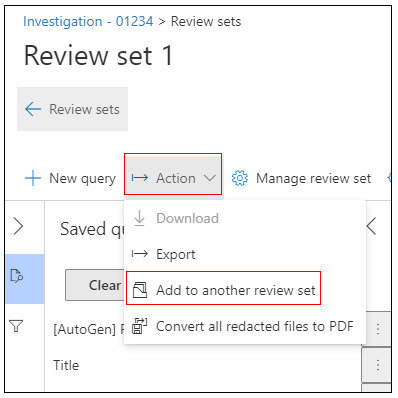 Investigation - 01234 > Review sets
Review set 1
Review sets
New query Action Manage review set
Download
Saved
Export
Clear
Add to another review set
[AutoGen] Convert all redacted files to PDF
Title